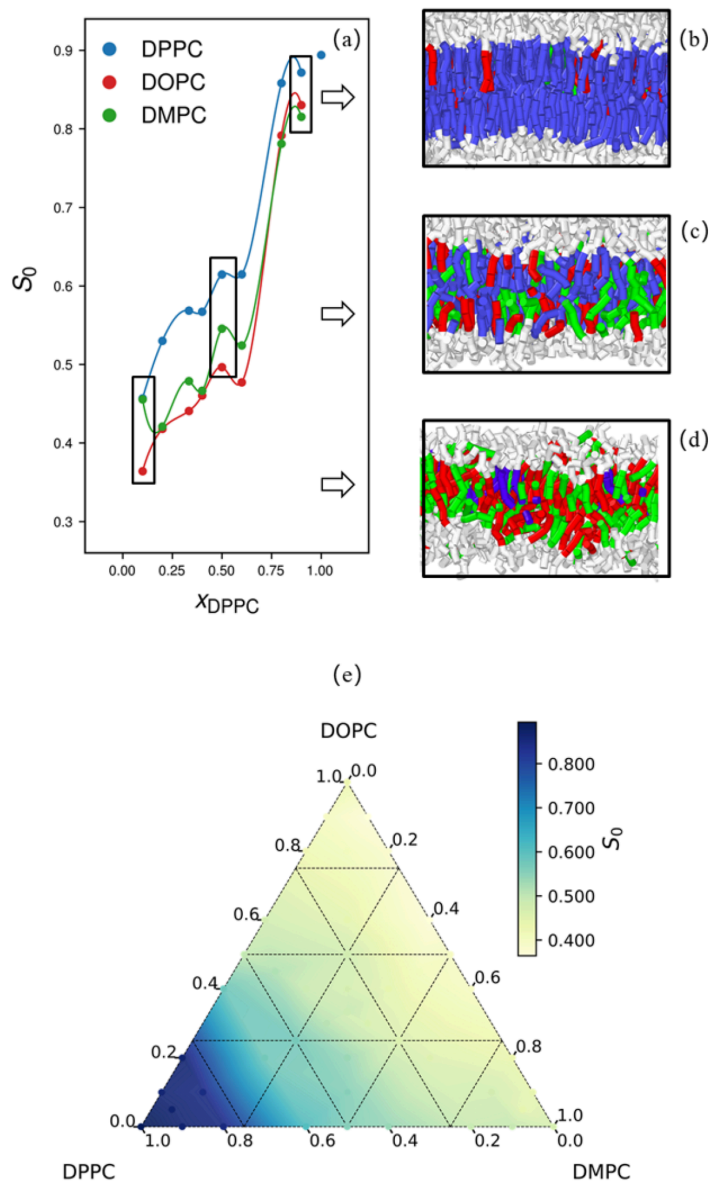 (a)
DPPC
DOPC
DMPC
0.9
0.8
0.7
0.6
0.5
0.4
0.3
S₀
0.00 0.25 0.50 0.75 1.00
x_DPPC
(b)
(c)
(d)
(e)
DOPC
1.0 0.0
0.8 0.2
0.6 0.4
0.4 0.6
0.2 0.8
0.0 1.0
1.0 0.8 0.6 0.4 0.2 0.0
DPPC DMPC
0.800
0.700
0.600
0.500
0.400
S₀